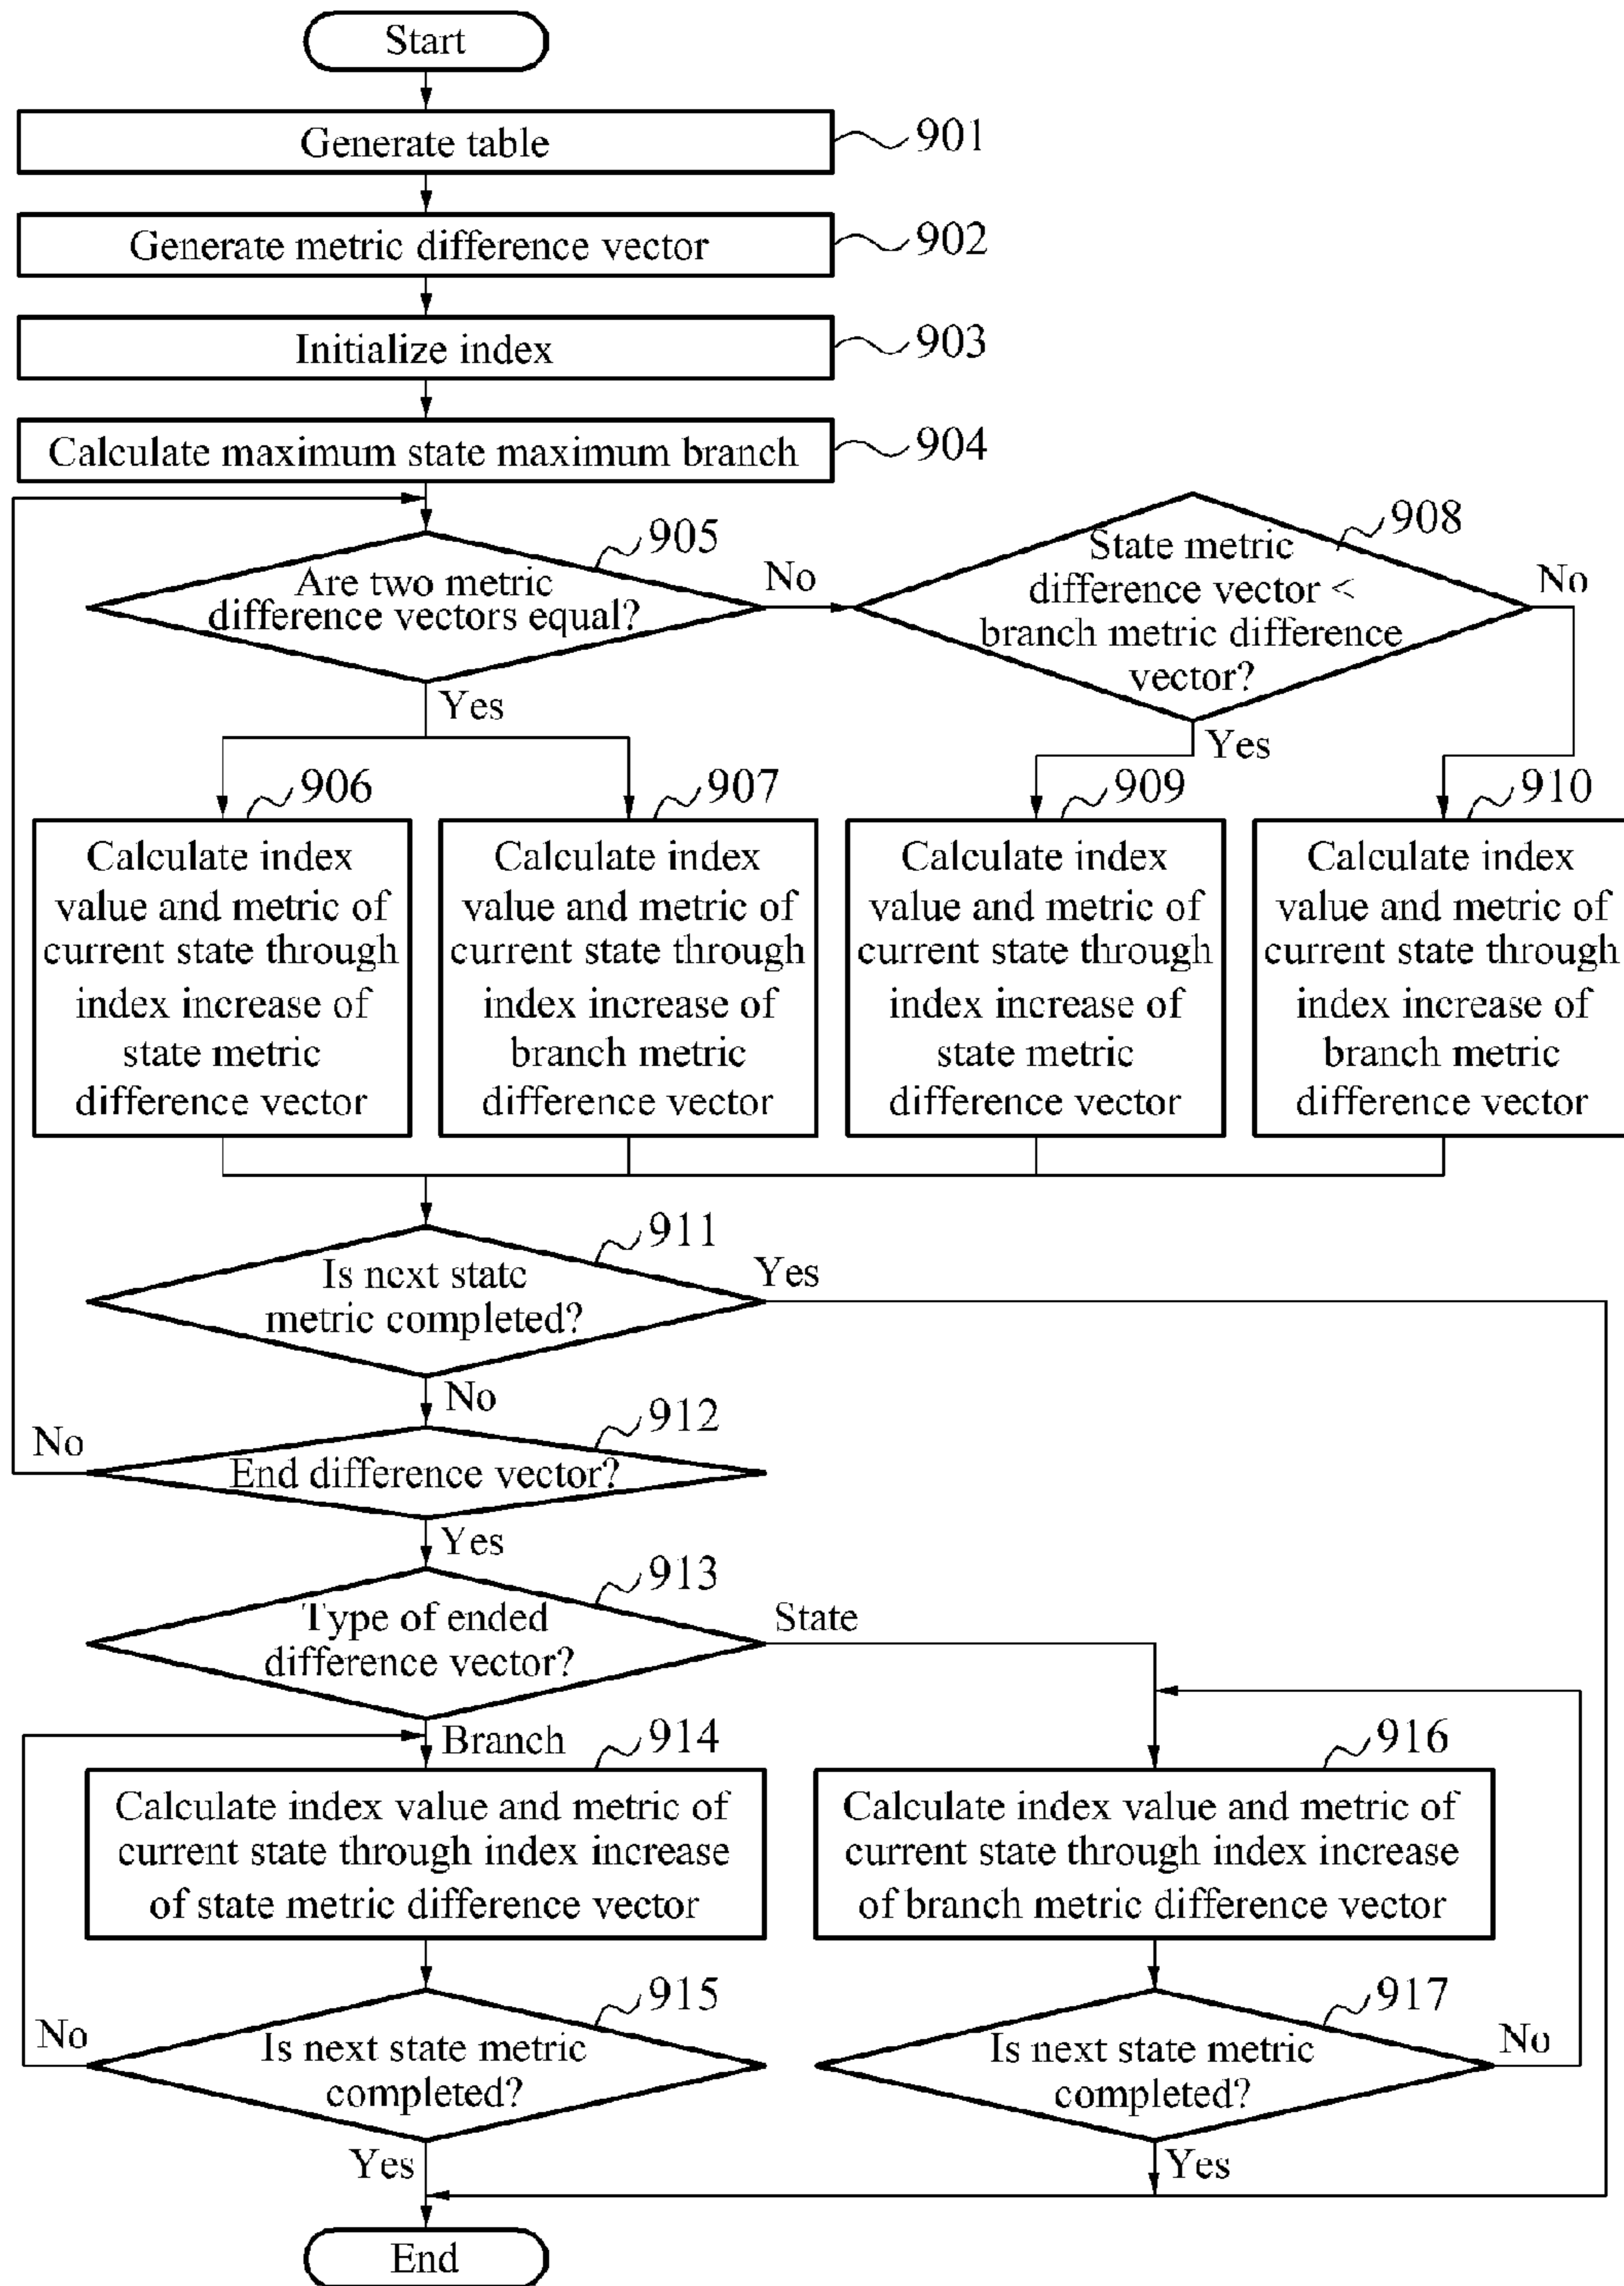 Start
Generate table
901
Generate metric difference vector
902
Initialize index
903
Calculate maximum state maximum branch
904
905
Are two metric
difference vectors equal?
No
Yes
908
State metric
difference vector <
branch metric difference
vector?
No
Yes
906
Calculate index
value and metric of
current state through
index increase of
state metric
difference vector
907
Calculate index
value and metric of
current state through
index increase of
branch metric
difference vector
909
Calculate index
value and metric of
current state through
index increase of
state metric
difference vector
910
Calculate index
value and metric of
current state through
index increase of
branch metric
difference vector
911
Is next state
metric completed?
Yes
No
912
End difference vector?
No
Yes
913
Type of ended
difference vector?
State
Branch
914
Calculate index value and metric of
current state through index increase
of state metric difference vector
916
Calculate index value and metric of
current state through index increase
of branch metric difference vector
915
Is next state metric
completed?
No
Yes
917
Is next state metric
completed?
No
Yes
End